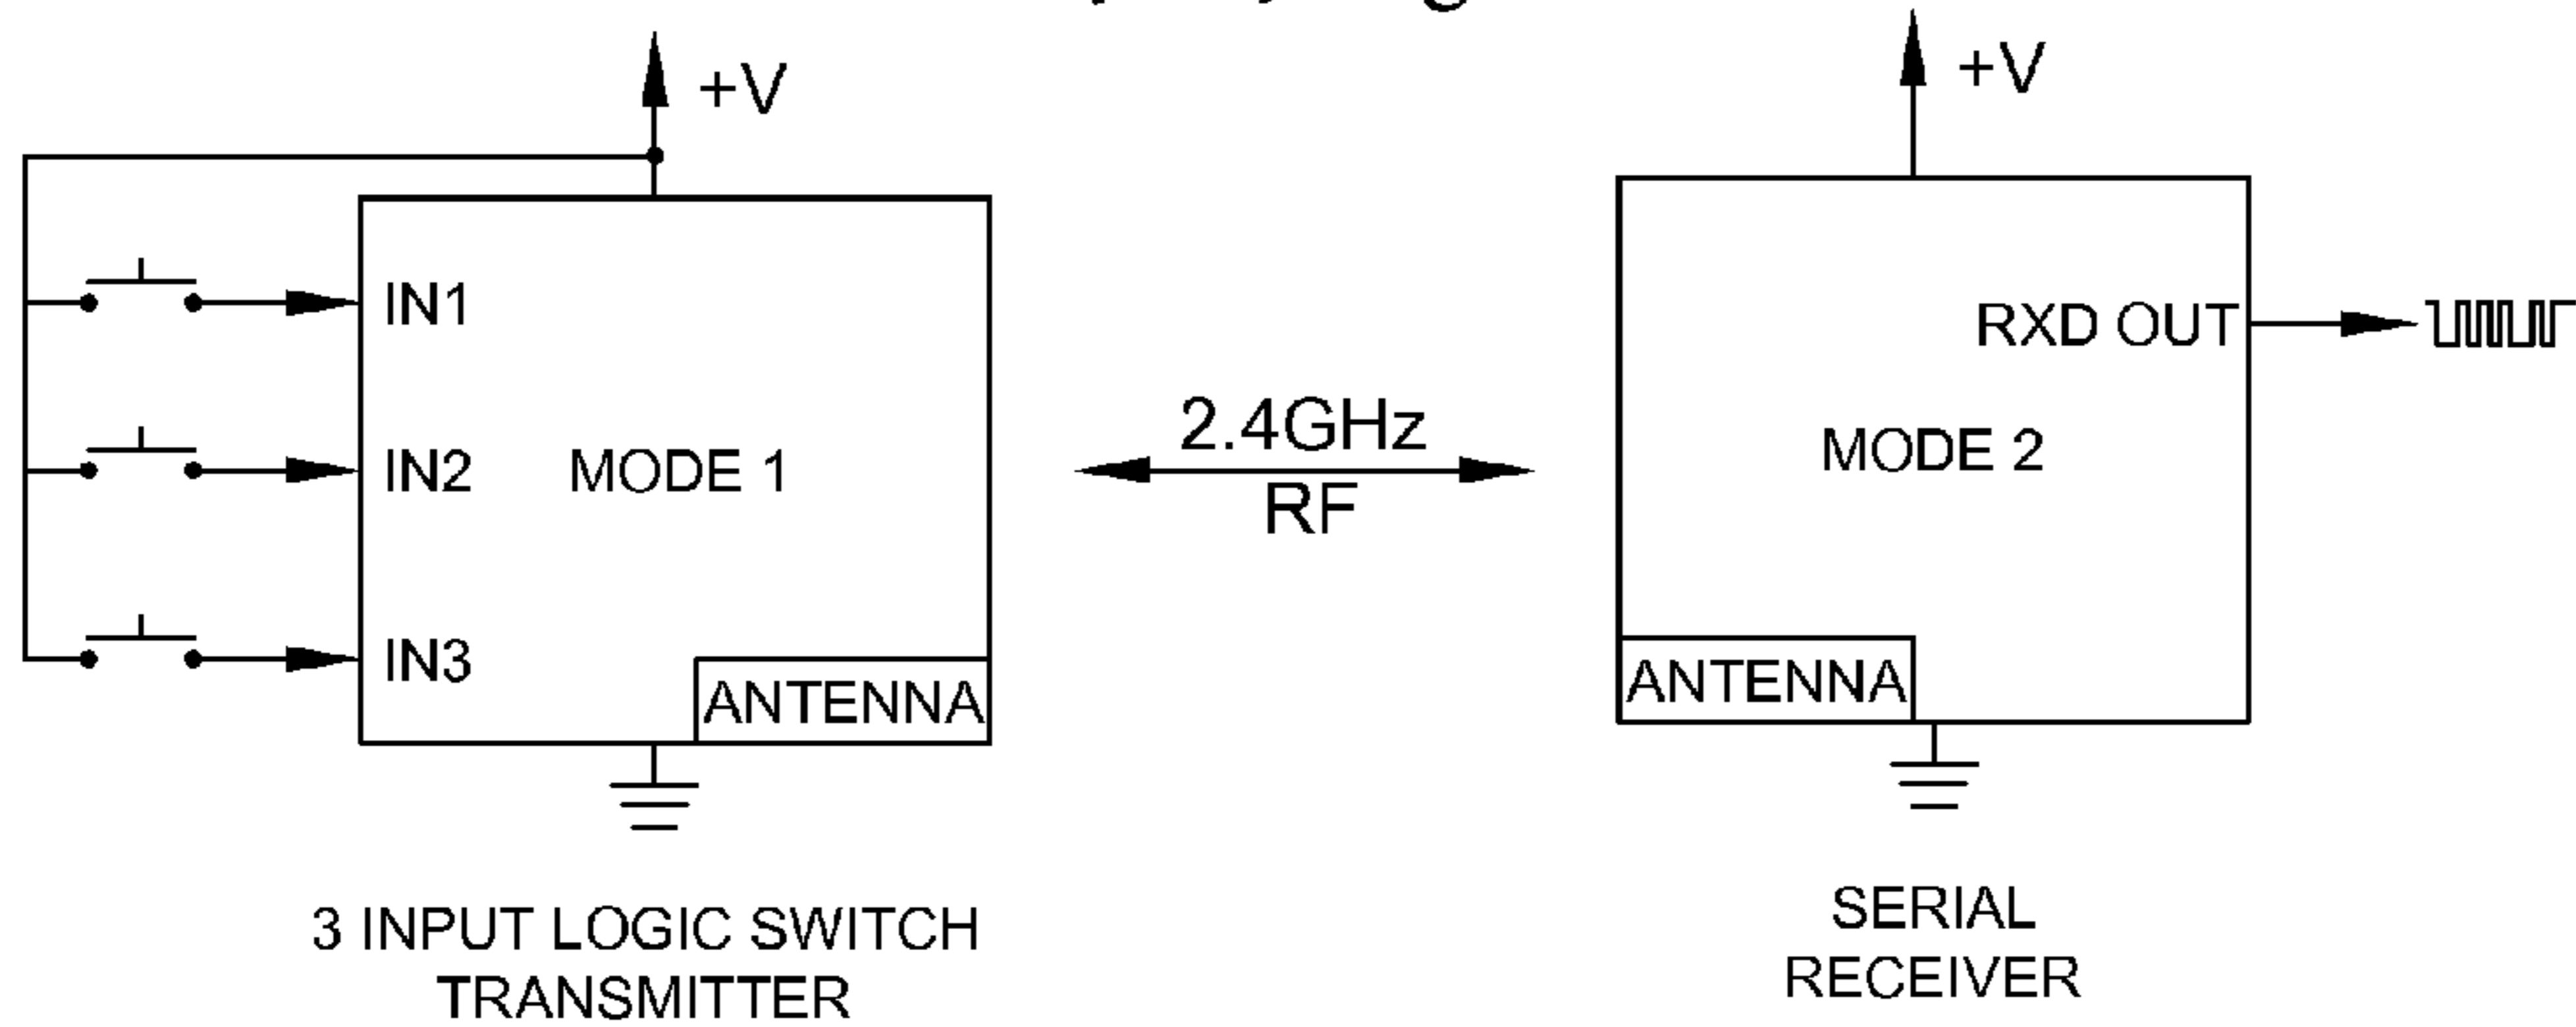 +V
+V
IN1
RXD OUT
2.4GHz
IN2
MODE 1
MODE 2
RF
IN3
ANTENNA
ANTENNA
3 INPUT LOGIC SWITCH
TRANSMITTER
SERIAL
RECEIVER